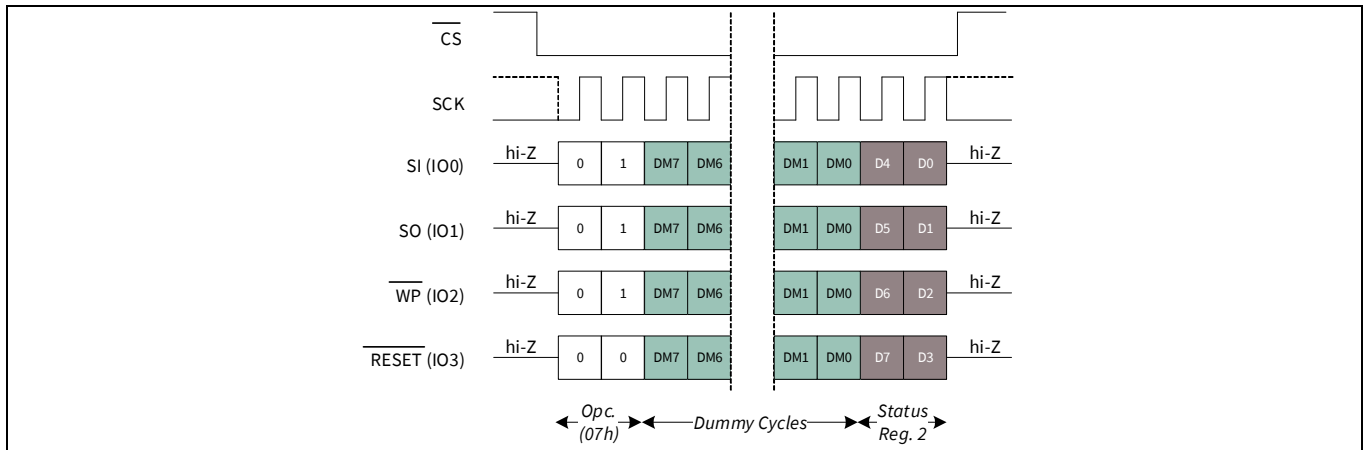 CS
SCK
SI (IO0) hi-Z 0 1 DM7 DM6 DM1 DM0 D4 D0 hi-Z
SO (IO1) hi-Z 0 1 DM7 DM6 DM1 DM0 D5 D1 hi-Z
WP (IO2) hi-Z 0 1 DM7 DM6 DM1 DM0 D6 D2 hi-Z
RESET (IO3) hi-Z 0 0 DM7 DM6 DM1 DM0 D7 D3 hi-Z
Opc. (07h) Dummy Cycles Status Reg. 2